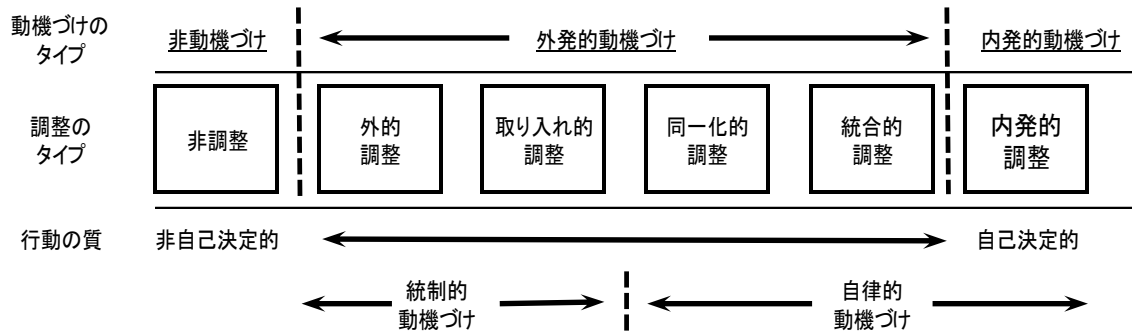 動機づけの
タイプ
非動機づけ
外発的動機づけ
内発的動機づけ
調整の
タイプ
非調整
外的
調整
取り入れ的
調整
同一化的
調整
統合的
調整
内発的
調整
行動の質
非自己決定的
自己決定的
統制的
動機づけ
自律的
動機づけ